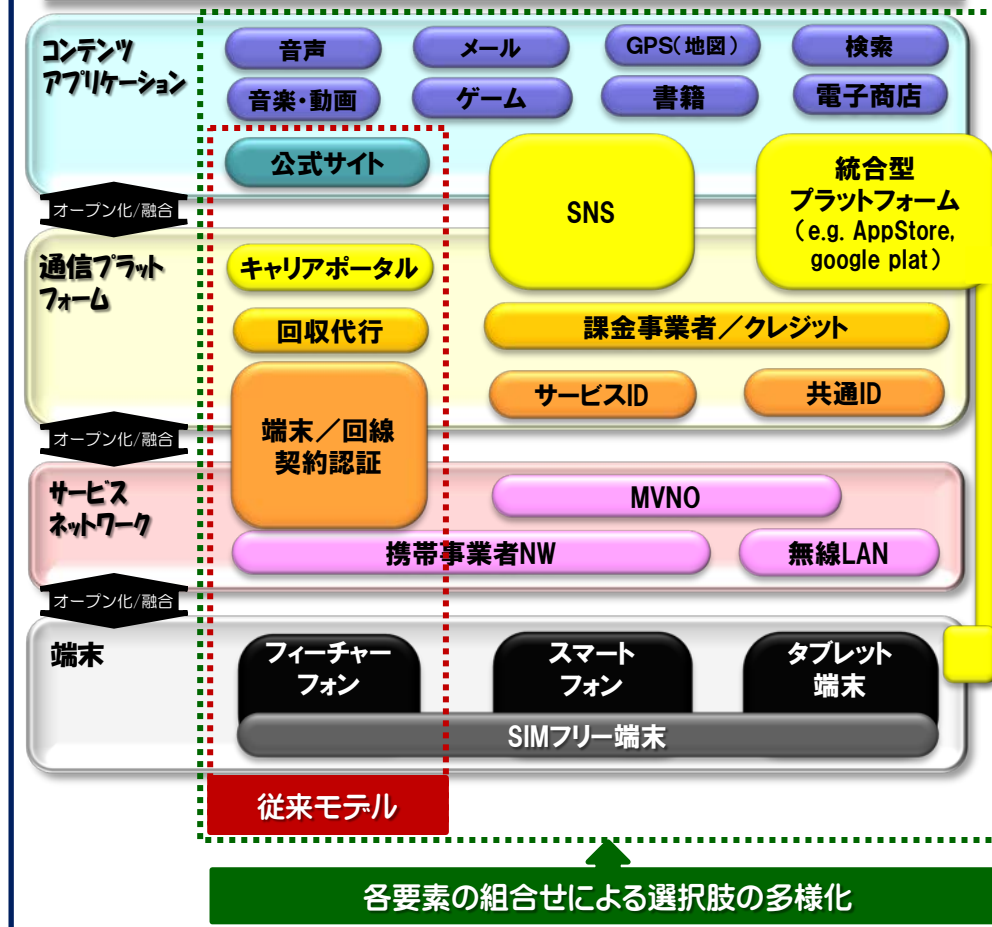 コンテンツ
アプリケーション
音声
メール
GPS(地図)
検索
音楽・動画
ゲーム
書籍
電子商店
公式サイト
オープン化/融合
SNS
統合型
プラットフォーム
(e.g. AppStore,
google plat)
通信プラット
フォーム
キャリアポータル
回収代行
課金事業者/クレジット
サービスID
共通ID
端末/回線
契約認証
オープン化/融合
サービス
ネットワーク
MVNO
携帯事業者NW
無線LAN
オープン化/融合
端末
フィーチャー
フォン
スマート
フォン
タブレット
端末
SIMフリー端末
従来モデル
各要素の組合せによる選択肢の多様化